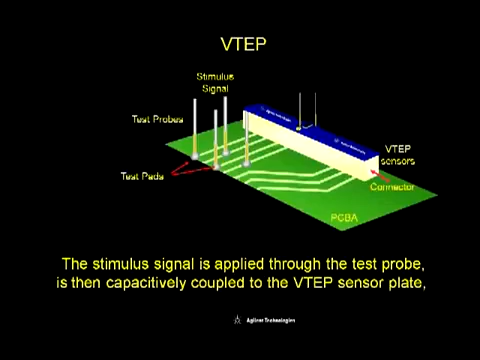 VTEP
Stimulus
Signal
Test Probes
VTEP
sensors
Test Pads
Connector
PCBA
The stimulus signal is applied through the test probe,
is then capacitively coupled to the VTEP sensor plate,
Agilent Technologies